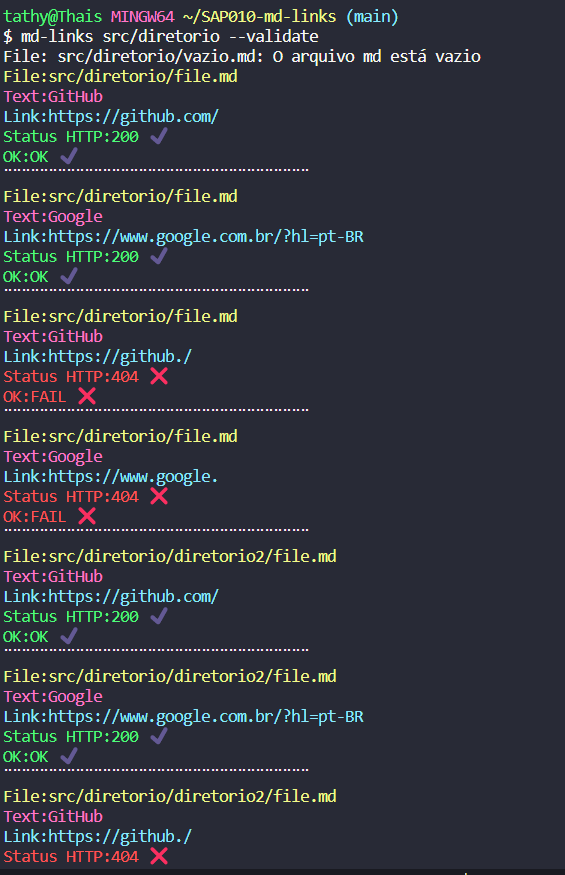 tathy@Thais MINGW64 ~/SAP010-md-links (main)
$ md-links src/diretorio --validate
File: src/diretorio/vazio.md: O arquivo md está vazio
File:src/diretorio/file.md
Text:GitHub
Link:https://github.com/
Status HTTP:200 ✔
OK:OK ✔
File:src/diretorio/file.md
Text:Google
Link:https://www.google.com.br/?hl=pt-BR
Status HTTP:200 ✔
OK:OK ✔
File:src/diretorio/file.md
Text:GitHub
Link:https://github./
Status HTTP:404 ❌
OK:FAIL ❌
File:src/diretorio/file.md
Text:Google
Link:https://www.google.
Status HTTP:404 ❌
OK:FAIL ❌
File:src/diretorio/diretorio2/file.md
Text:GitHub
Link:https://github.com/
Status HTTP:200 ✔
OK:OK ✔
File:src/diretorio/diretorio2/file.md
Text:Google
Link:https://www.google.com.br/?hl=pt-BR
Status HTTP:200 ✔
OK:OK ✔
File:src/diretorio/diretorio2/file.md
Text:GitHub
Link:https://github./
Status HTTP:404 ❌